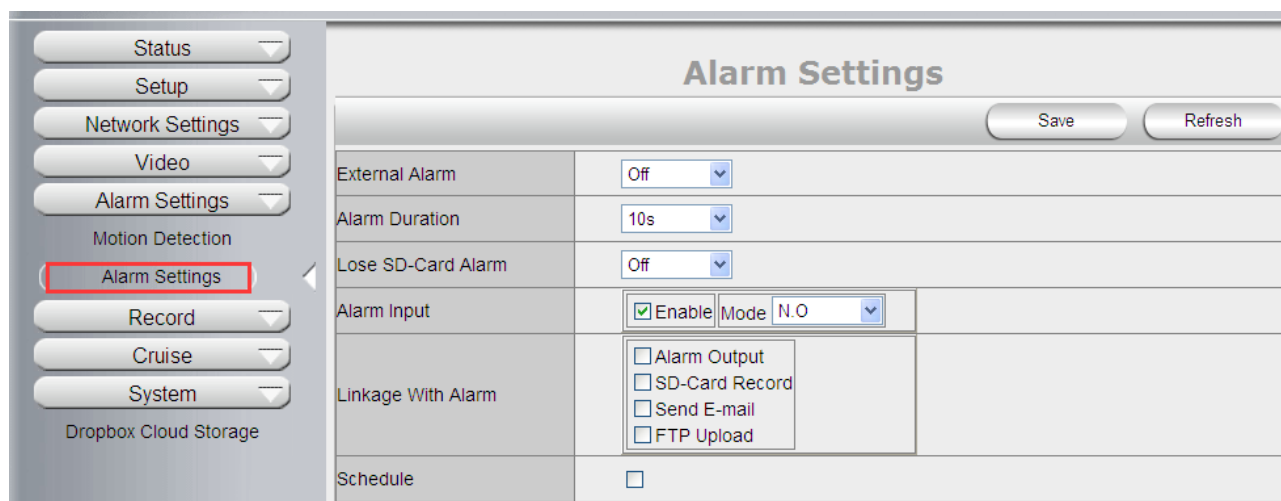 Status
Setup
Network Settings
Video
Alarm Settings
Motion Detection
Alarm Settings
Record
Cruise
System
Dropbox Cloud Storage
Alarm Settings
Save Refresh
External Alarm Off
Alarm Duration 10s
Lose SD-Card Alarm Off
Alarm Input Enable Mode N.O
Linkage With Alarm
Alarm Output
SD-Card Record
Send E-mail
FTP Upload
Schedule